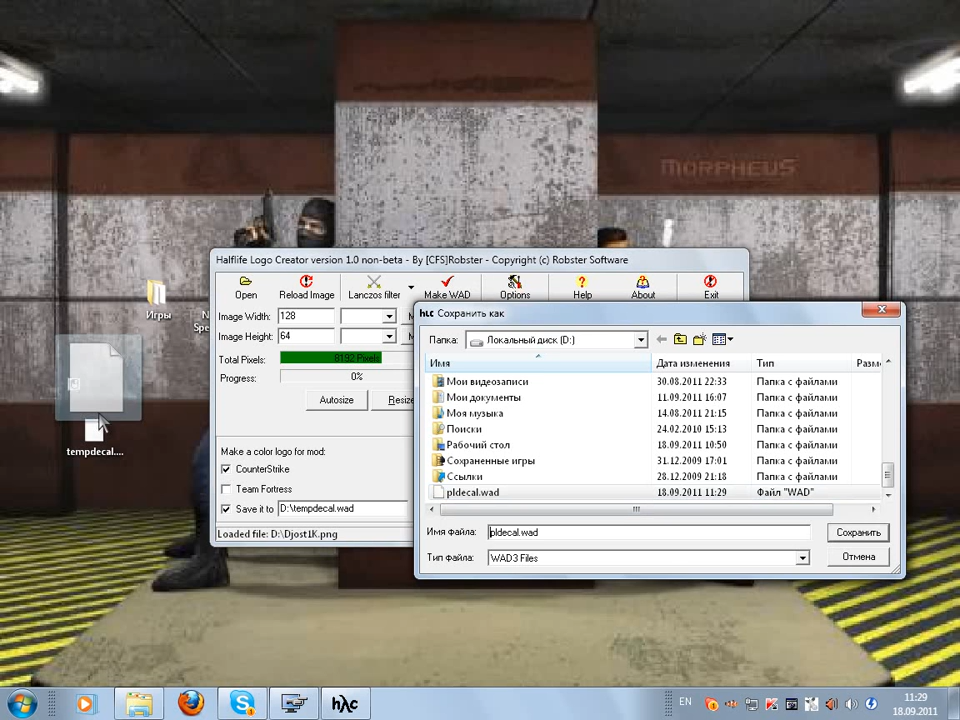 MORPHEUS
Игры
tempdecal....
Halflife Logo Creator version 1.0 non-beta - By [CFS]Robster - Copyright (c) Robster Software
Open
Reload Image
Lanczos filter
Make WAD
Options
Help
About
Exit
Image Width:
128
Image Height:
64
Total Pixels:
8192 Pixels
Progress:
0%
Autosize
Resize
Make a color logo for mod:
CounterStrike
Team Fortress
Save it to
D:\tempdecal.wad
Loaded file: D:\Djost1K.png
hλc Сохранить как
Папка:
Локальный диск (D:)
Имя
Дата изменения
Тип
Разм
Мои видеозаписи 30.08.2011 22:33 Папка с файлами
Мои документы 11.09.2011 16:07 Папка с файлами
Моя музыка 14.08.2011 21:15 Папка с файлами
Поиски 24.02.2010 15:13 Папка с файлами
Рабочий стол 18.09.2011 10:50 Папка с файлами
Сохраненные игры 31.12.2009 17:01 Папка с файлами
Ссылки 28.12.2009 21:18 Папка с файлами
pldecal.wad 18.09.2011 11:29 Файл "WAD"
Имя файла:
pldecal.wad
Сохранить
Тип файла:
WAD3 Files
Отмена
hλc
EN
11:29
18.09.2011